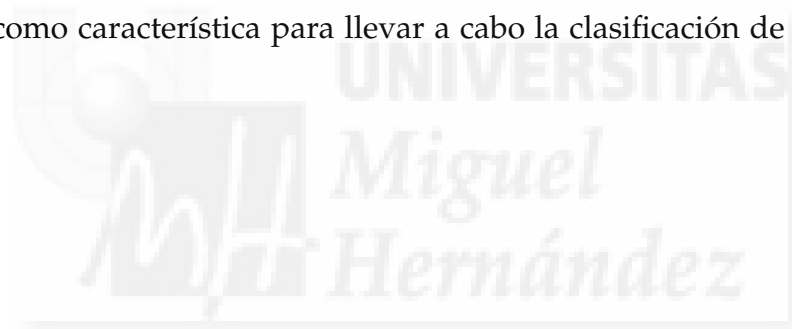 como característica para llevar a cabo la clasificación de
UNIVERSITAS
Miguel
Hernández